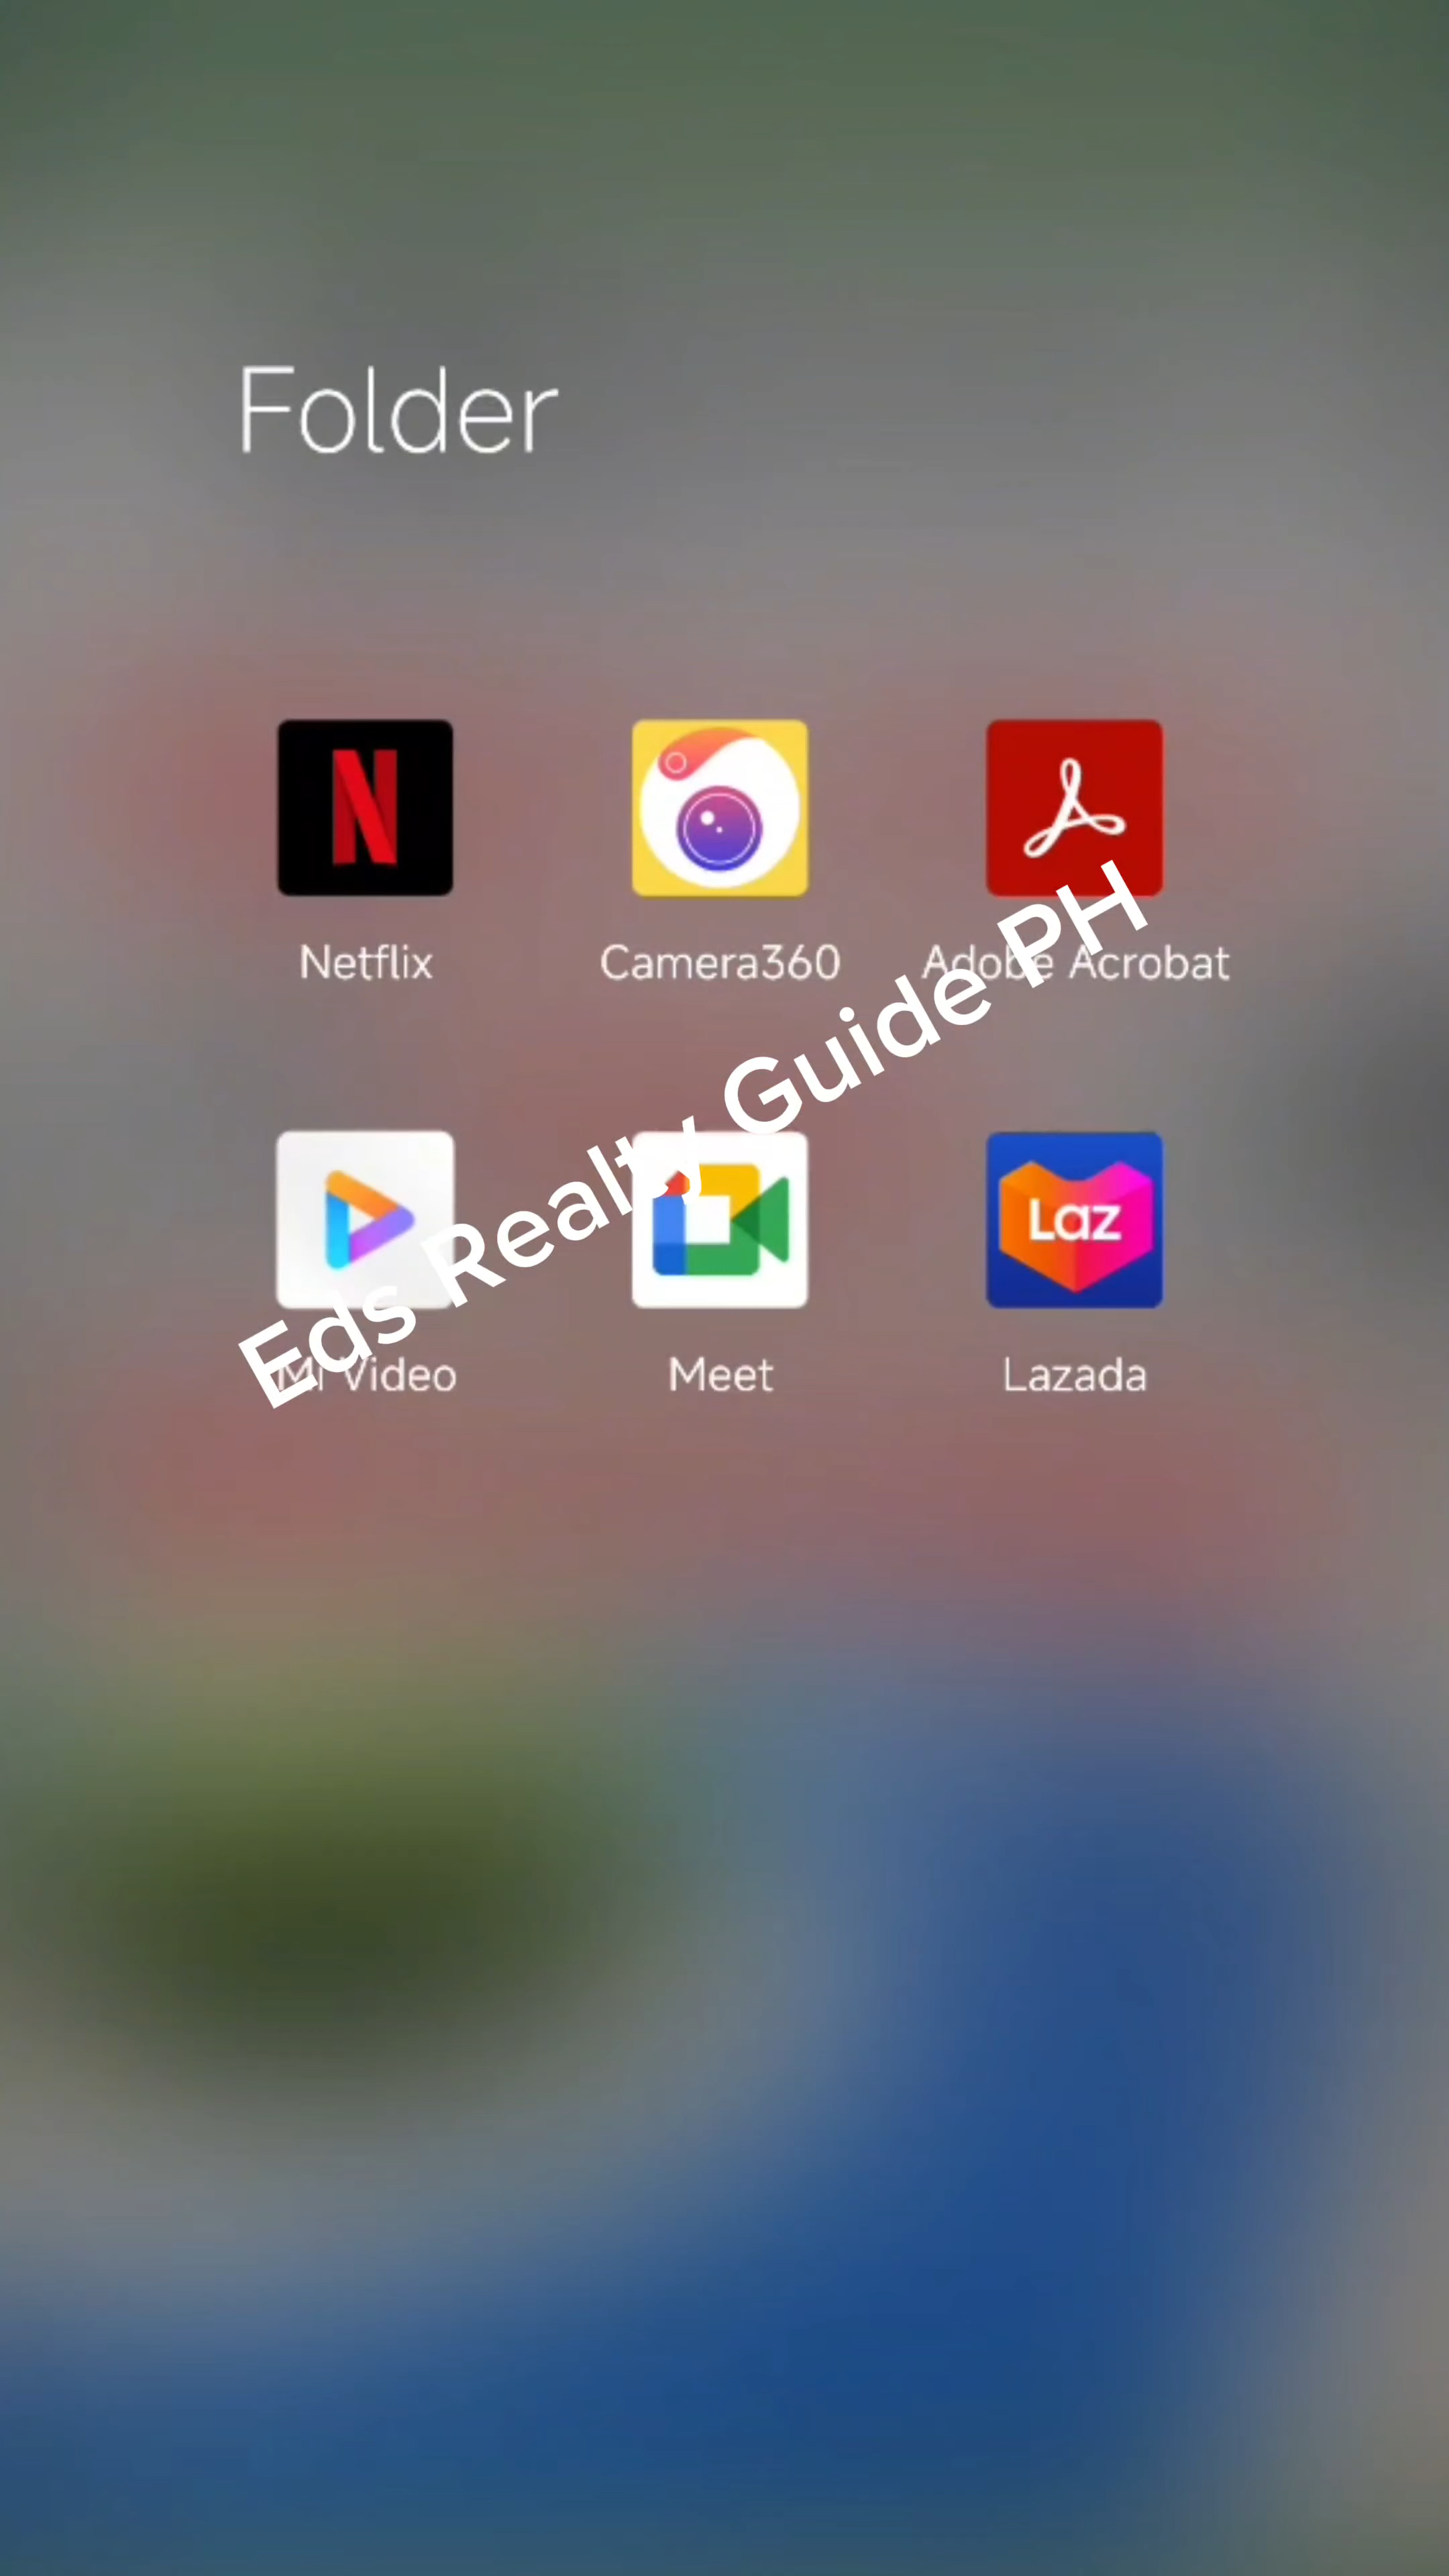 Folder
Netflix Camera360 Adobe Acrobat
Eds Realty Guide PH
Laz
Mi Video Meet Lazada